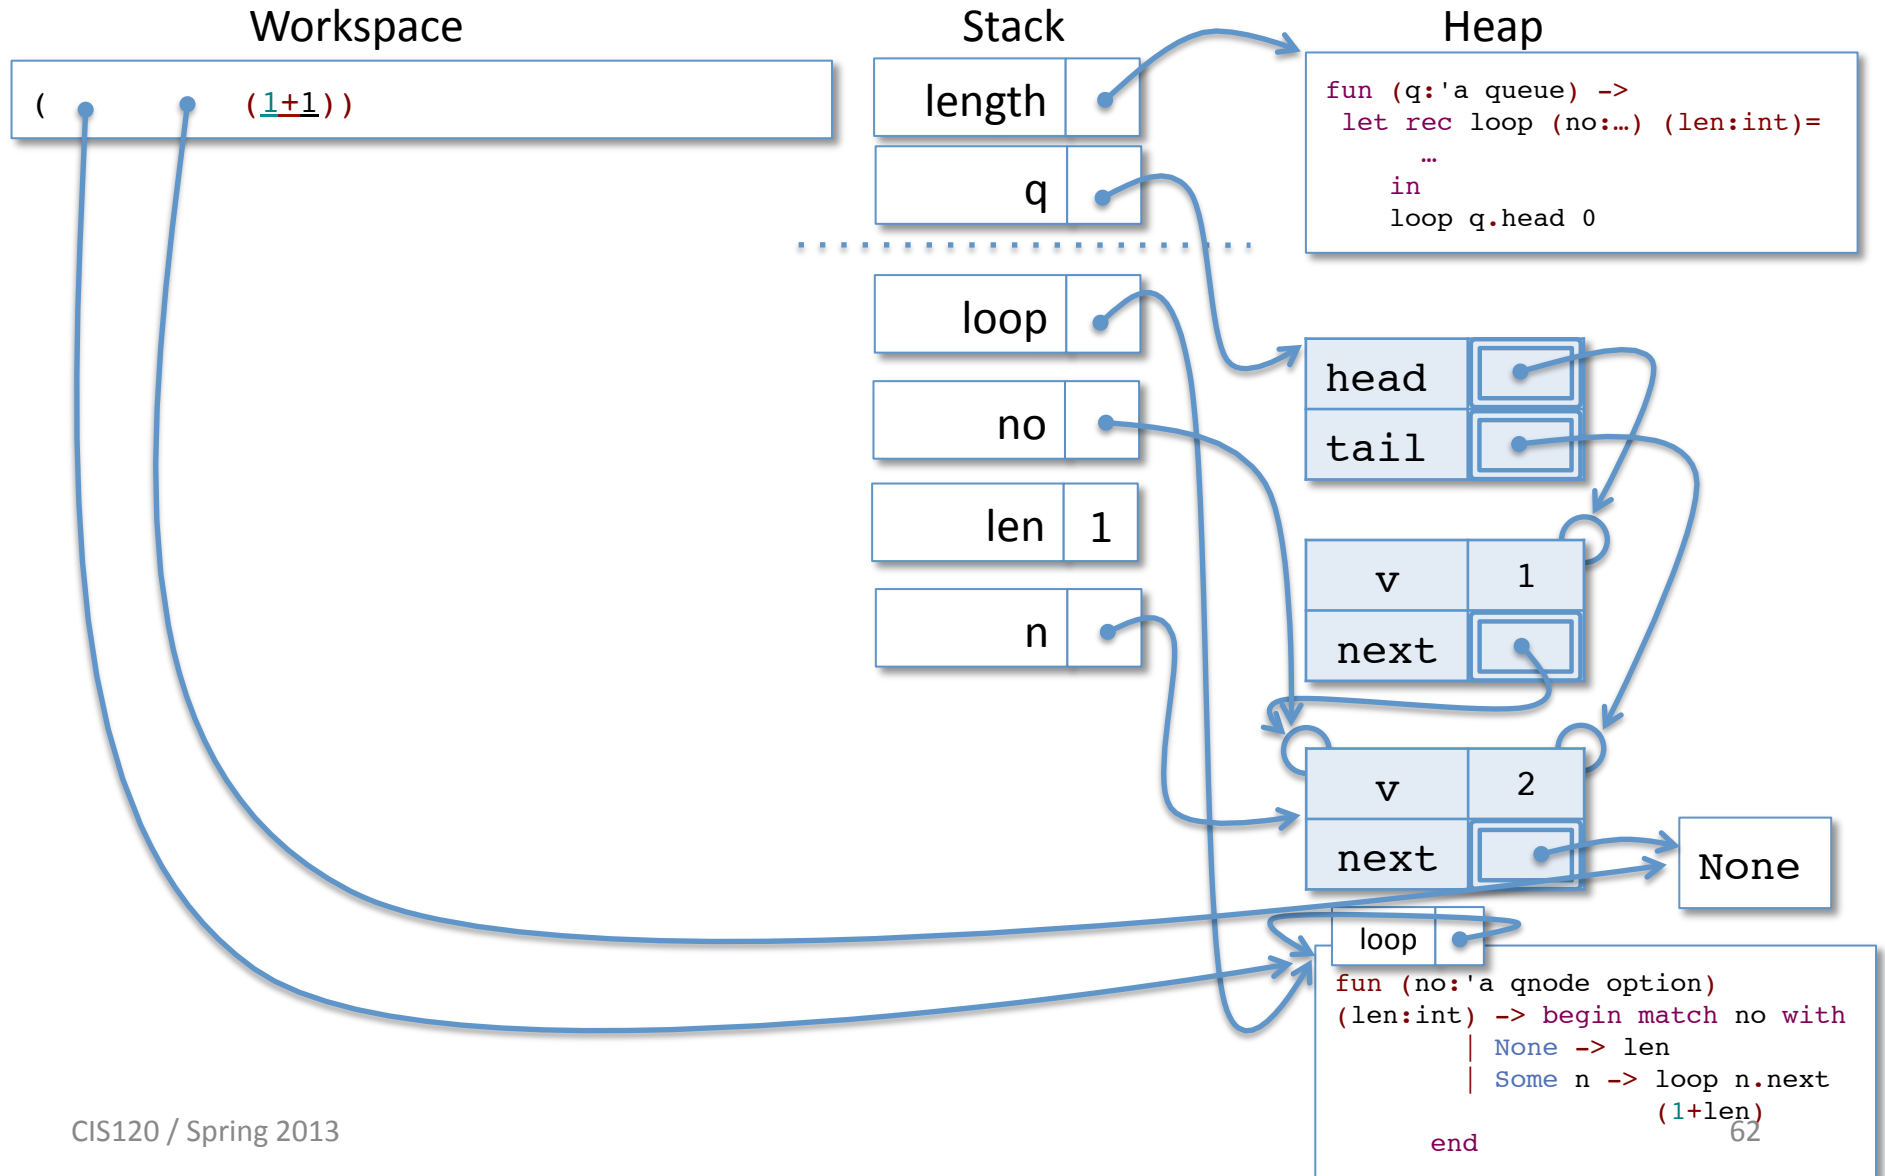 Workspace
Stack
Heap
( (1+1))
length
q
loop
no
len 1
n
fun (q:'a queue) ->
let rec loop (no:…) (len:int)=
…
in
loop q.head 0
head
tail
v 1
next
v 2
next
None
loop
fun (no:'a qnode option)
(len:int) -> begin match no with
| None -> len
| Some n -> loop n.next
(1+len)
end
CIS120 / Spring 2013
62